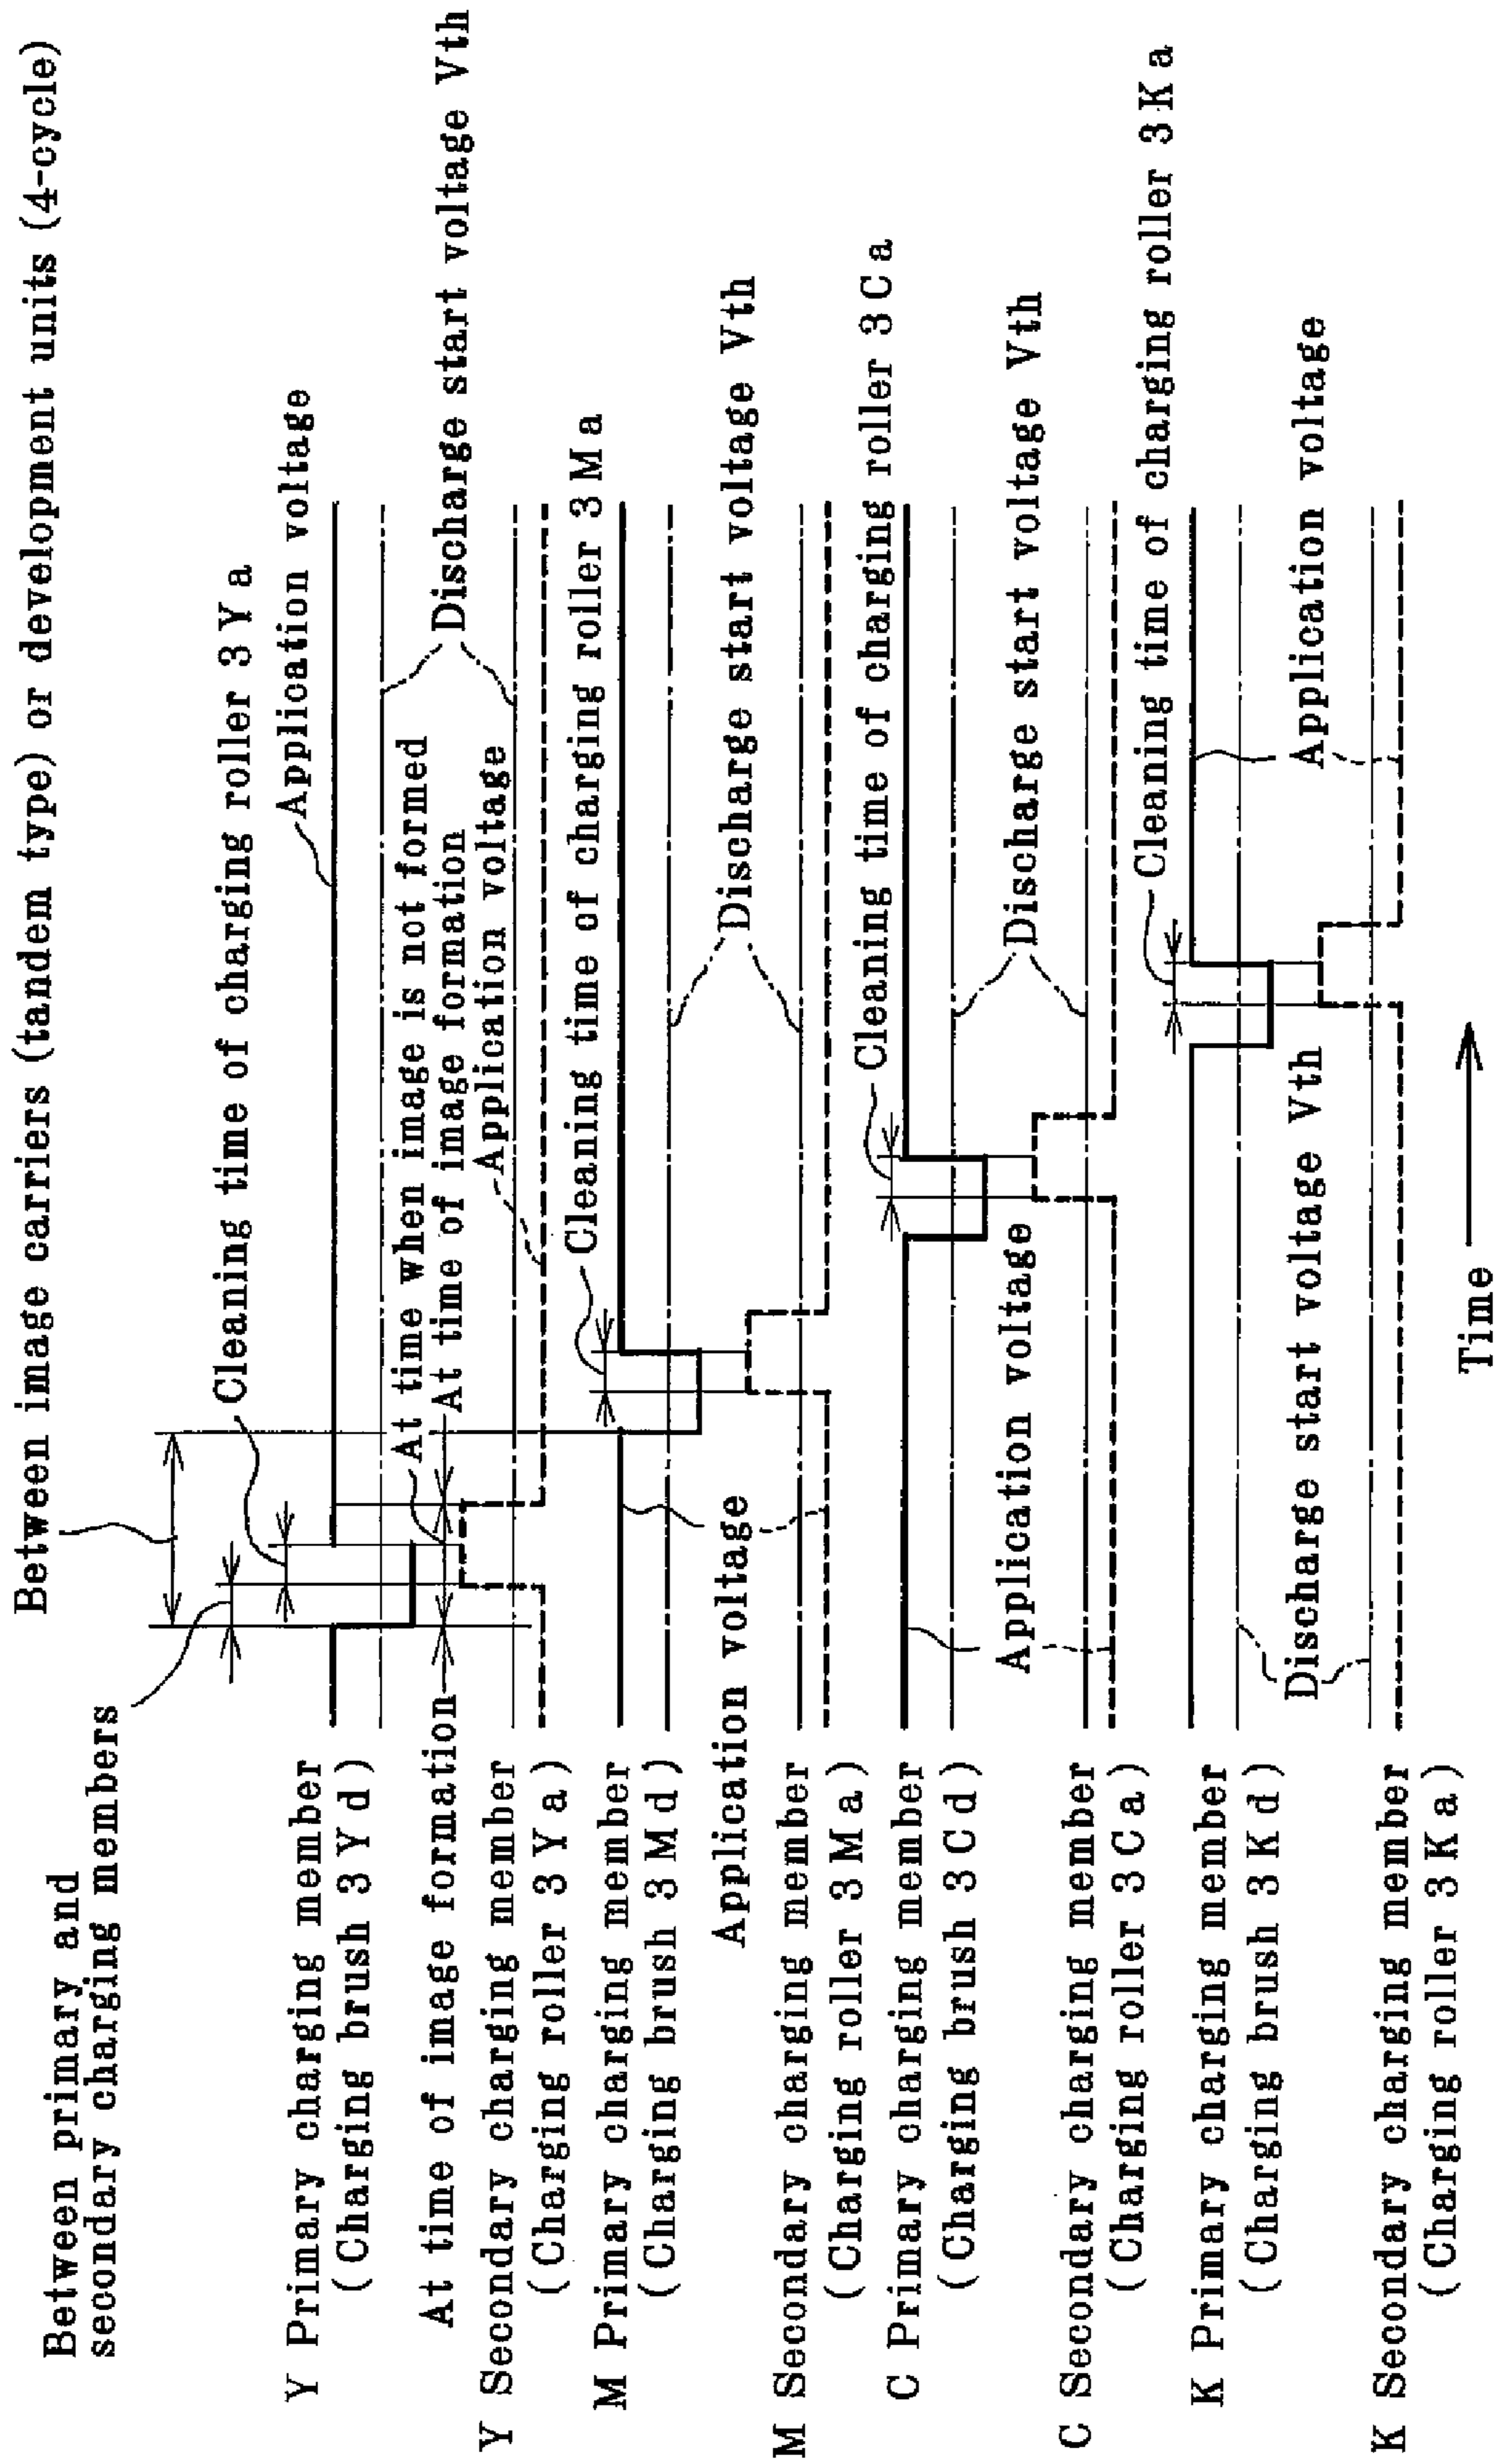 Between image carriers (tandem type) or development units (4-cycle)
Between primary and
secondary charging members
Cleaning time of charging roller 3Ya
Application voltage
Y Primary charging member
(Charging brush 3Yd)
At time when image is not formed
At time of image formation
At time of image formation
Discharge start voltage Vth
Application voltage
Y Secondary charging member
(Charging roller 3Ya)
Cleaning time of charging roller 3Ma
M Primary charging member
(Charging brush 3Md)
Application voltage
Discharge start voltage Vth
M Secondary charging member
(Charging roller 3Ma)
Cleaning time of charging roller 3Ca
C Primary charging member
(Charging brush 3Cd)
Application voltage
Discharge start voltage Vth
C Secondary charging member
(Charging roller 3Ca)
Cleaning time of charging roller 3Ka
K Primary charging member
(Charging brush 3Kd)
Discharge start voltage Vth
Application voltage
K Secondary charging member
(Charging roller 3Ka)
Time